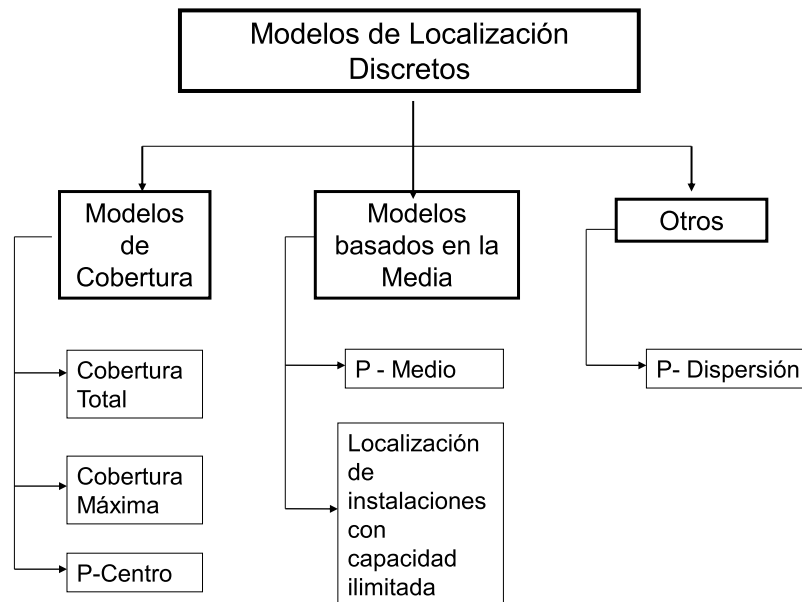 Modelos de Localización
Discretos
Modelos
de
Cobertura
Modelos
basados en la
Media
Otros
Cobertura
Total
P - Medio
P- Dispersión
Cobertura
Máxima
Localización
de
instalaciones
con
capacidad
ilimitada
P-Centro